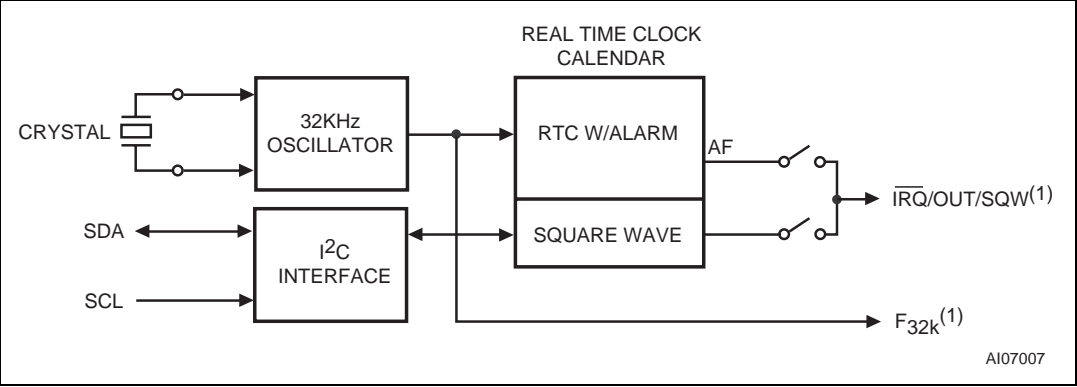 REAL TIME CLOCK
CALENDAR
CRYSTAL
32KHz
OSCILLATOR
RTC W/ALARM
AF
IRQ/OUT/SQW(1)
SDA
I2C
INTERFACE
SQUARE WAVE
SCL
F32k(1)
AI07007